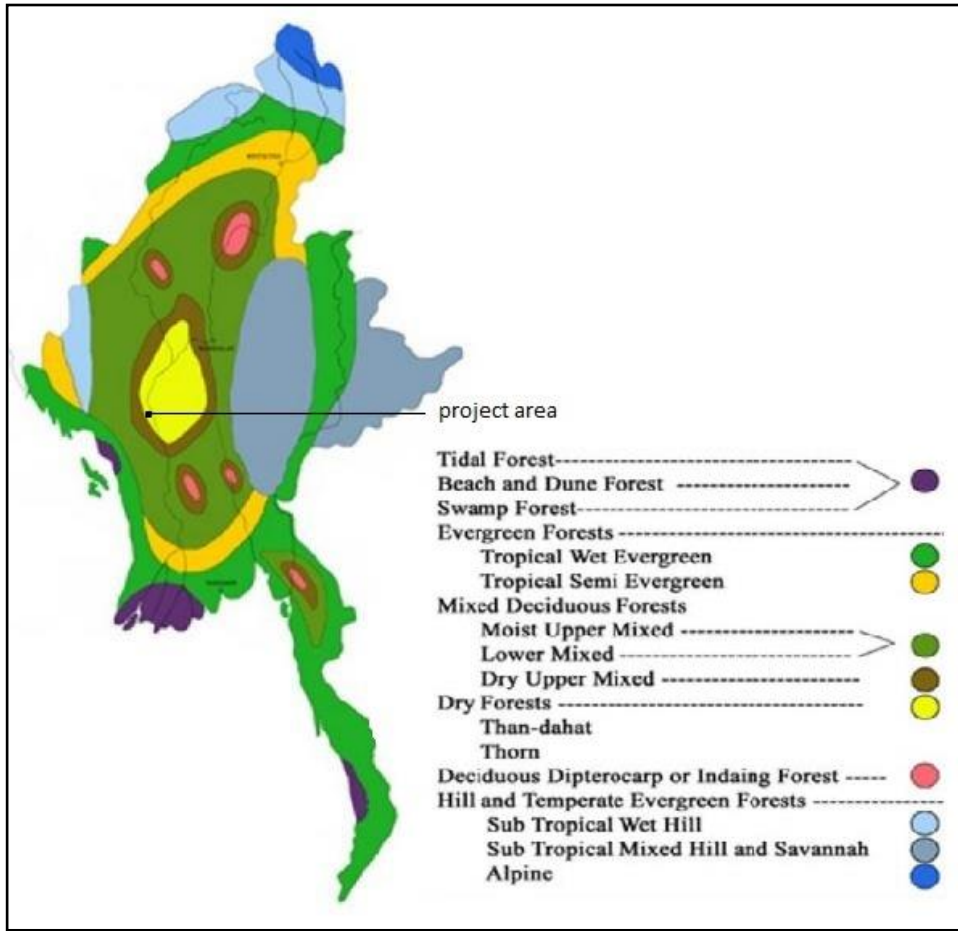 project area
Tidal Forest
Beach and Dune Forest
Swamp Forest
Evergreen Forests
Tropical Wet Evergreen
Tropical Semi Evergreen
Mixed Deciduous Forests
Moist Upper Mixed
Lower Mixed
Dry Upper Mixed
Dry Forests
Than-dahat
Thorn
Deciduous Dipterocarp or Indaing Forest
Hill and Temperate Evergreen Forests
Sub Tropical Wet Hill
Sub Tropical Mixed Hill and Savannah
Alpine